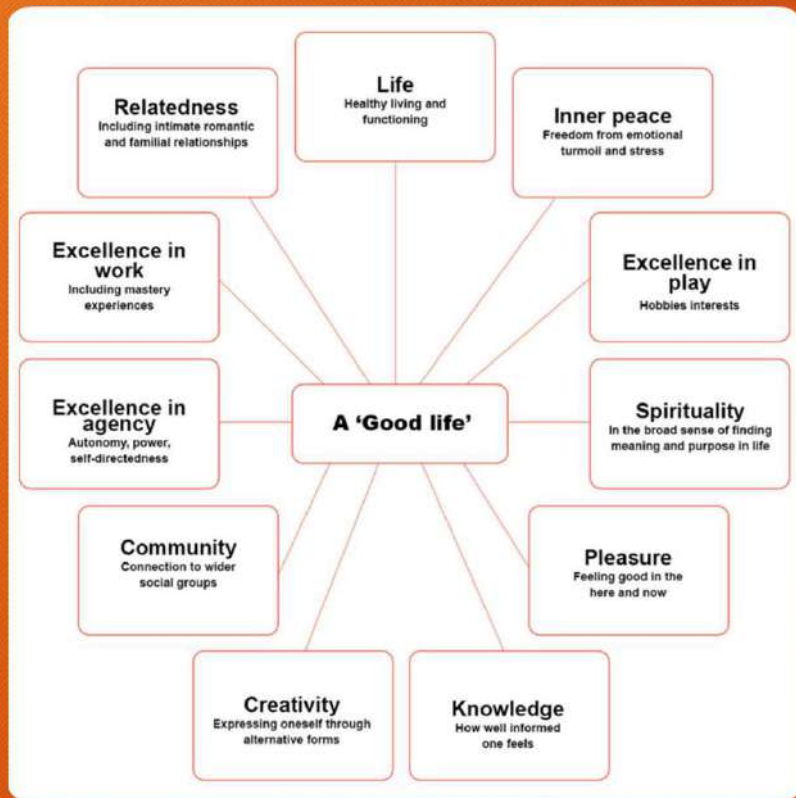 Life
Healthy living and
functioning
Relatedness
Including intimate romantic
and familial relationships
Inner peace
Freedom from emotional
turmoil and stress
Excellence in
work
Including mastery
experiences
Excellence in
play
Hobbies interests
Excellence in
agency
Autonomy, power,
self-directedness
A ‘Good life’
Spirituality
In the broad sense of finding
meaning and purpose in life
Community
Connection to wider
social groups
Pleasure
Feeling good in the
here and now
Creativity
Expressing oneself through
alternative forms
Knowledge
How well informed
one feels